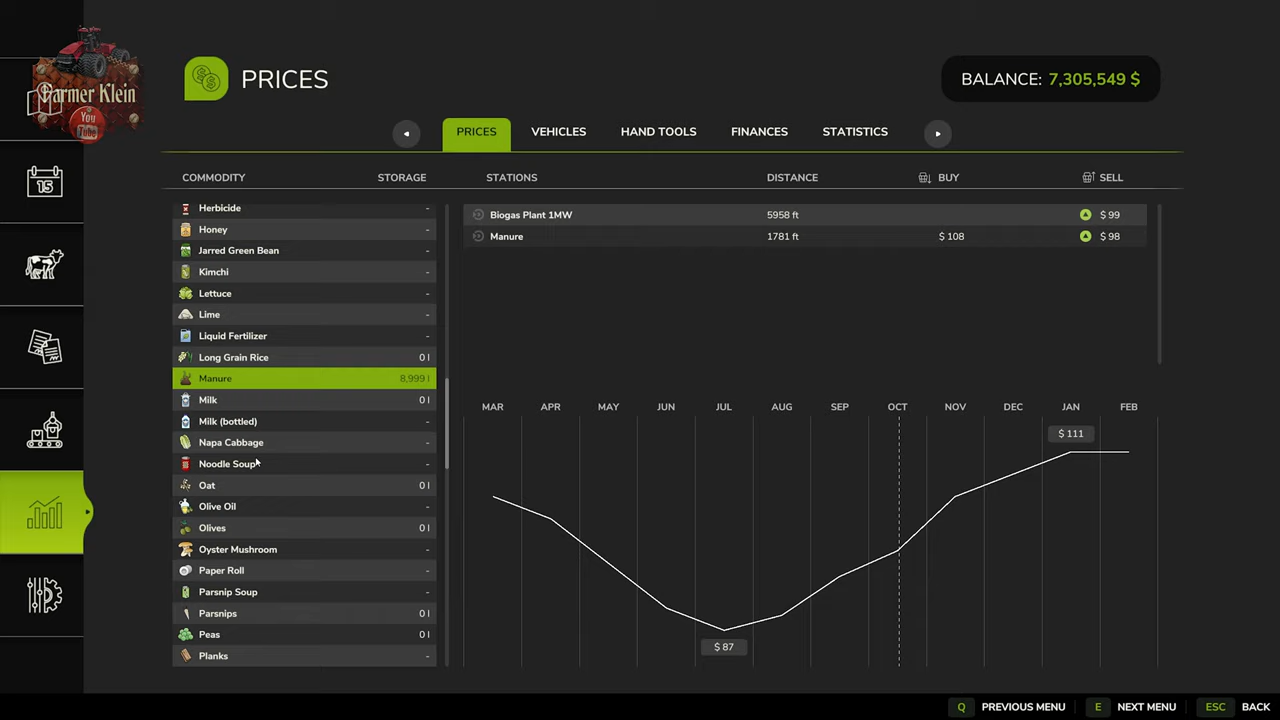 Farmer Klein
You
Tube
PRICES
BALANCE: 7,305,549 $
PRICES VEHICLES HAND TOOLS FINANCES STATISTICS
COMMODITY STORAGE STATIONS DISTANCE BUY SELL
15
Herbicide -
Honey -
Jarred Green Bean -
Kimchi -
Lettuce -
Lime -
Liquid Fertilizer -
Long Grain Rice 0 l
Manure 8,999 l
Milk 0 l
Milk (bottled) -
Napa Cabbage -
Noodle Soup -
Oat 0 l
Olive Oil -
Olives 0 l
Oyster Mushroom -
Paper Roll -
Parsnip Soup -
Parsnips 0 l
Peas 0 l
Planks -
Biogas Plant 1MW 5958 ft $ 99
Manure 1781 ft $ 108 $ 98
MAR APR MAY JUN JUL AUG SEP OCT NOV DEC JAN FEB
$ 111
$ 87
Q PREVIOUS MENU E NEXT MENU ESC BACK